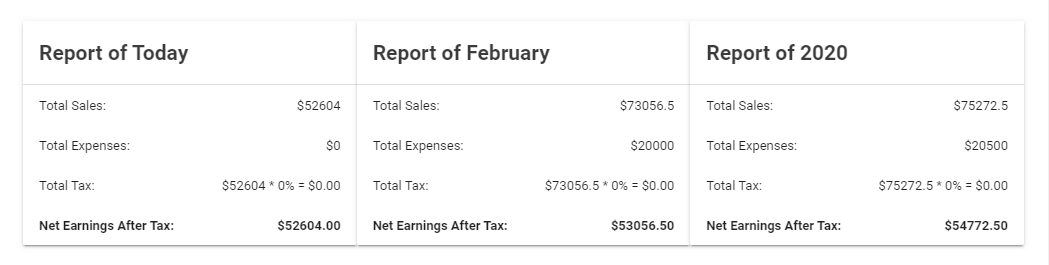 Report of Today
Total Sales: $52604
Total Expenses: $0
Total Tax: $52604 * 0% = $0.00
Net Earnings After Tax: $52604.00
Report of February
Total Sales: $73056.5
Total Expenses: $20000
Total Tax: $73056.5 * 0% = $0.00
Net Earnings After Tax: $53056.50
Report of 2020
Total Sales: $75272.5
Total Expenses: $20500
Total Tax: $75272.5 * 0% = $0.00
Net Earnings After Tax: $54772.50